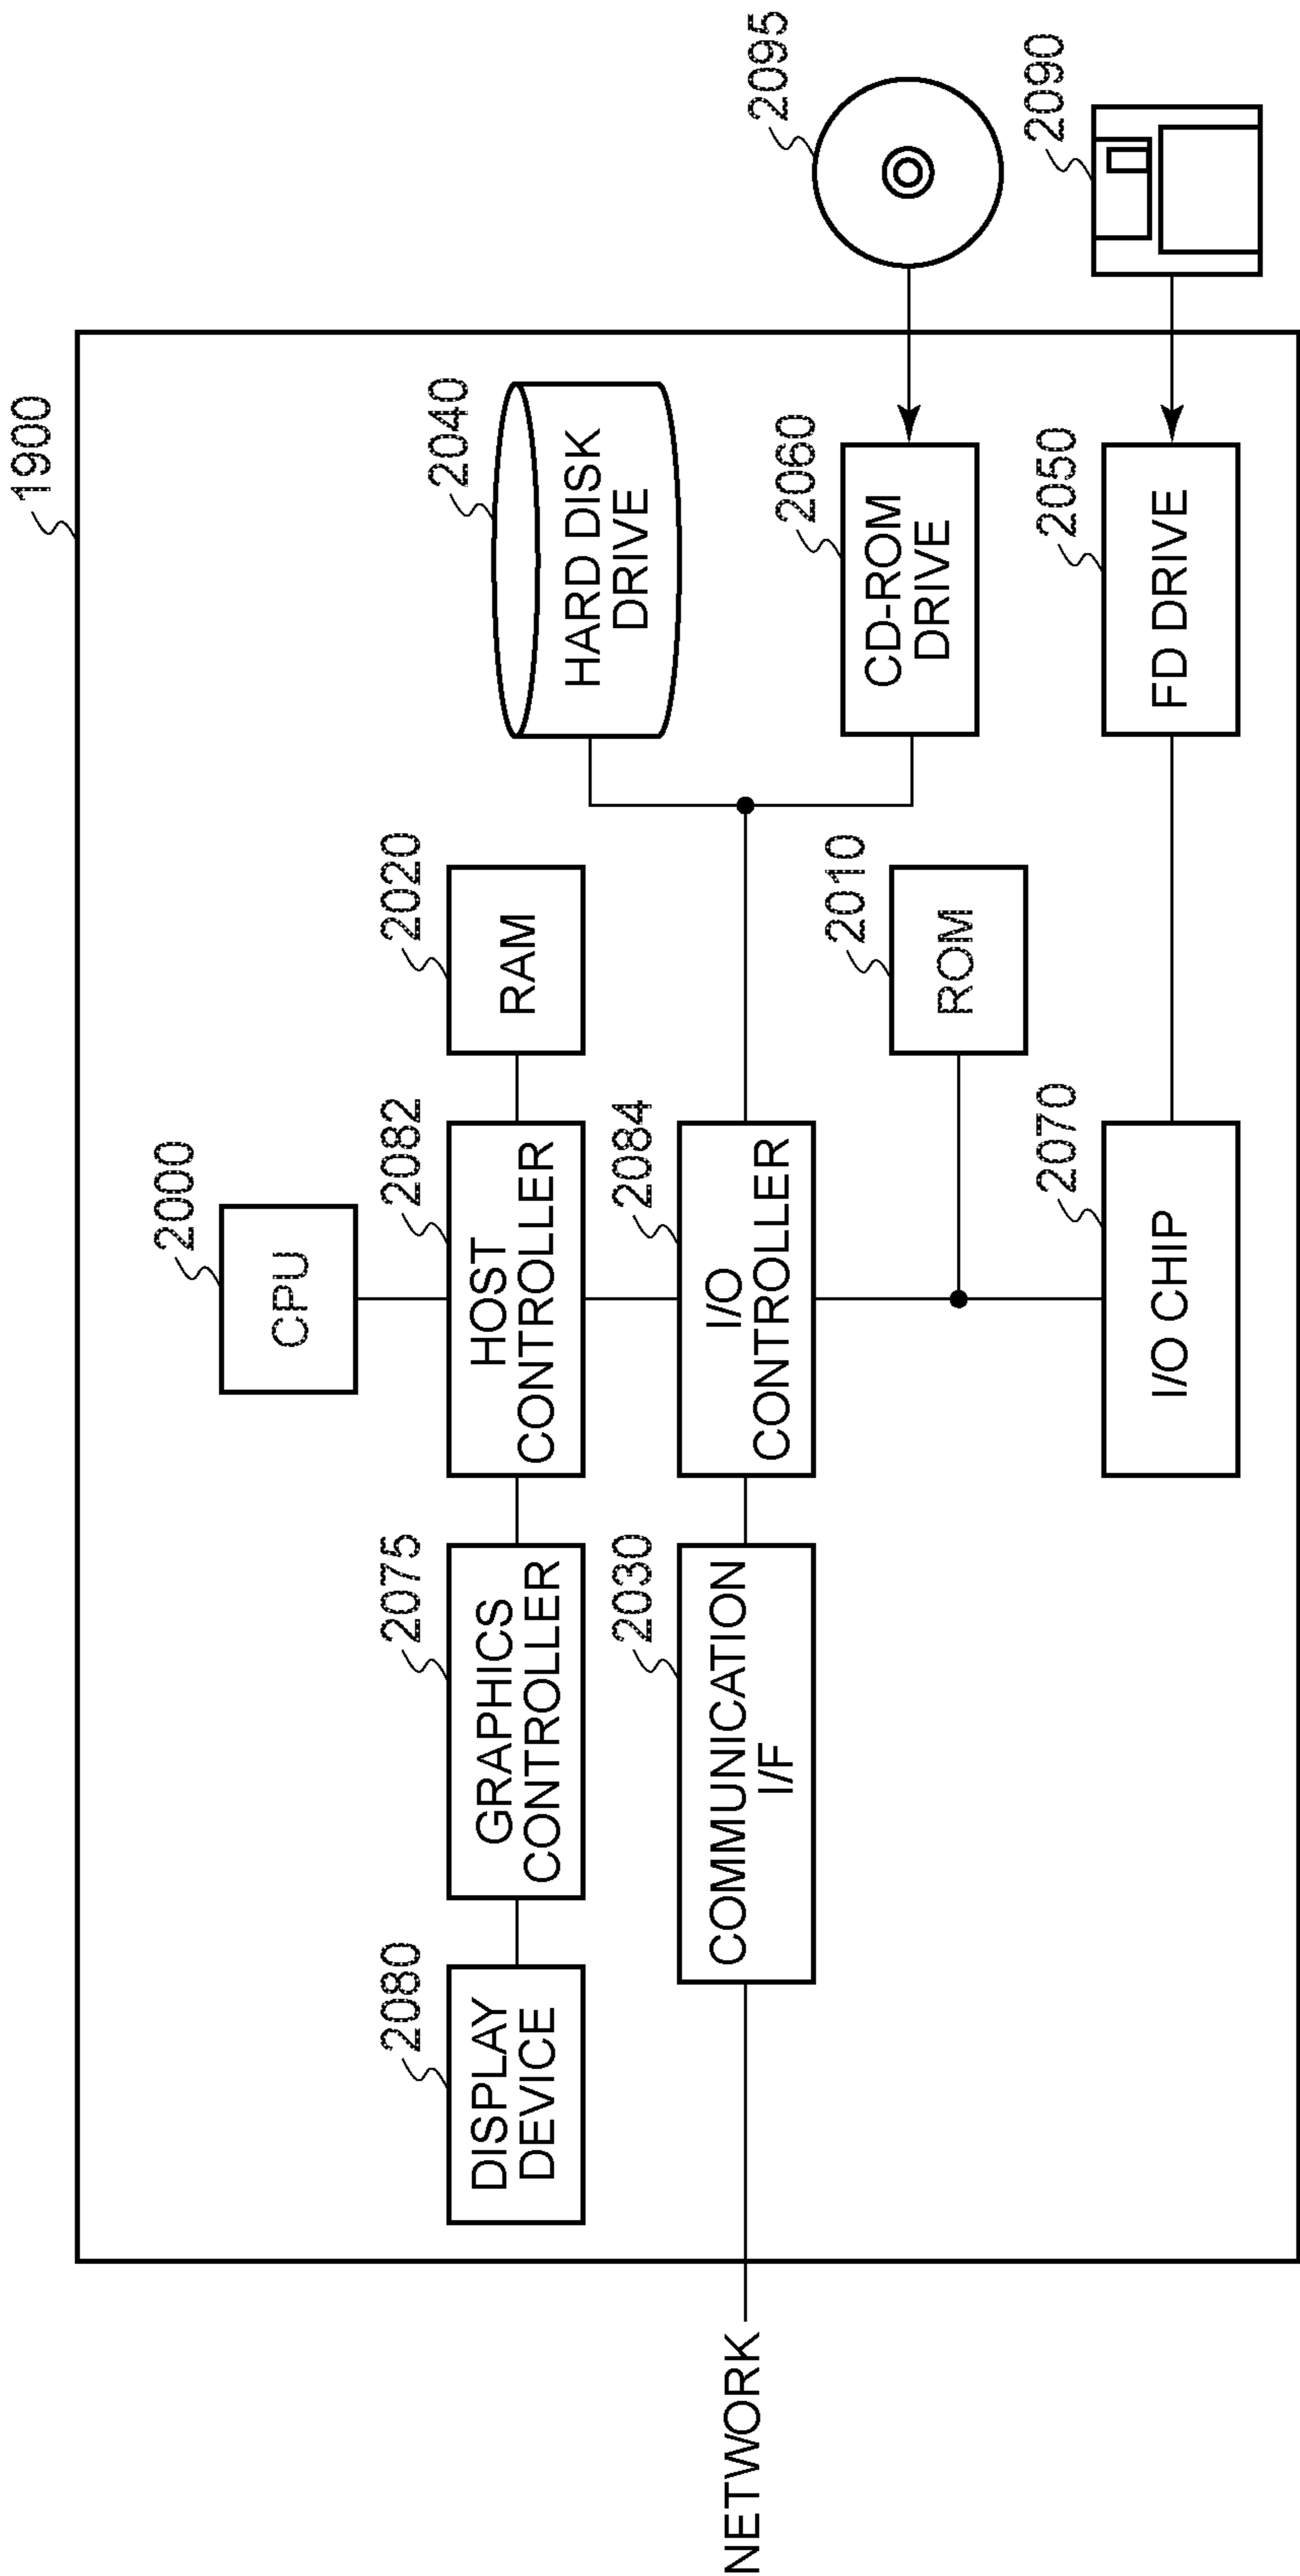 1900
2000
CPU
2080
DISPLAY
DEVICE
2075
GRAPHICS
CONTROLLER
2082
HOST
CONTROLLER
2020
RAM
2040
HARD DISK
DRIVE
2030
COMMUNICATION
I/F
2084
I/O
CONTROLLER
NETWORK
2010
ROM
2060
CD-ROM
DRIVE
2095
2070
I/O CHIP
2050
FD DRIVE
2090